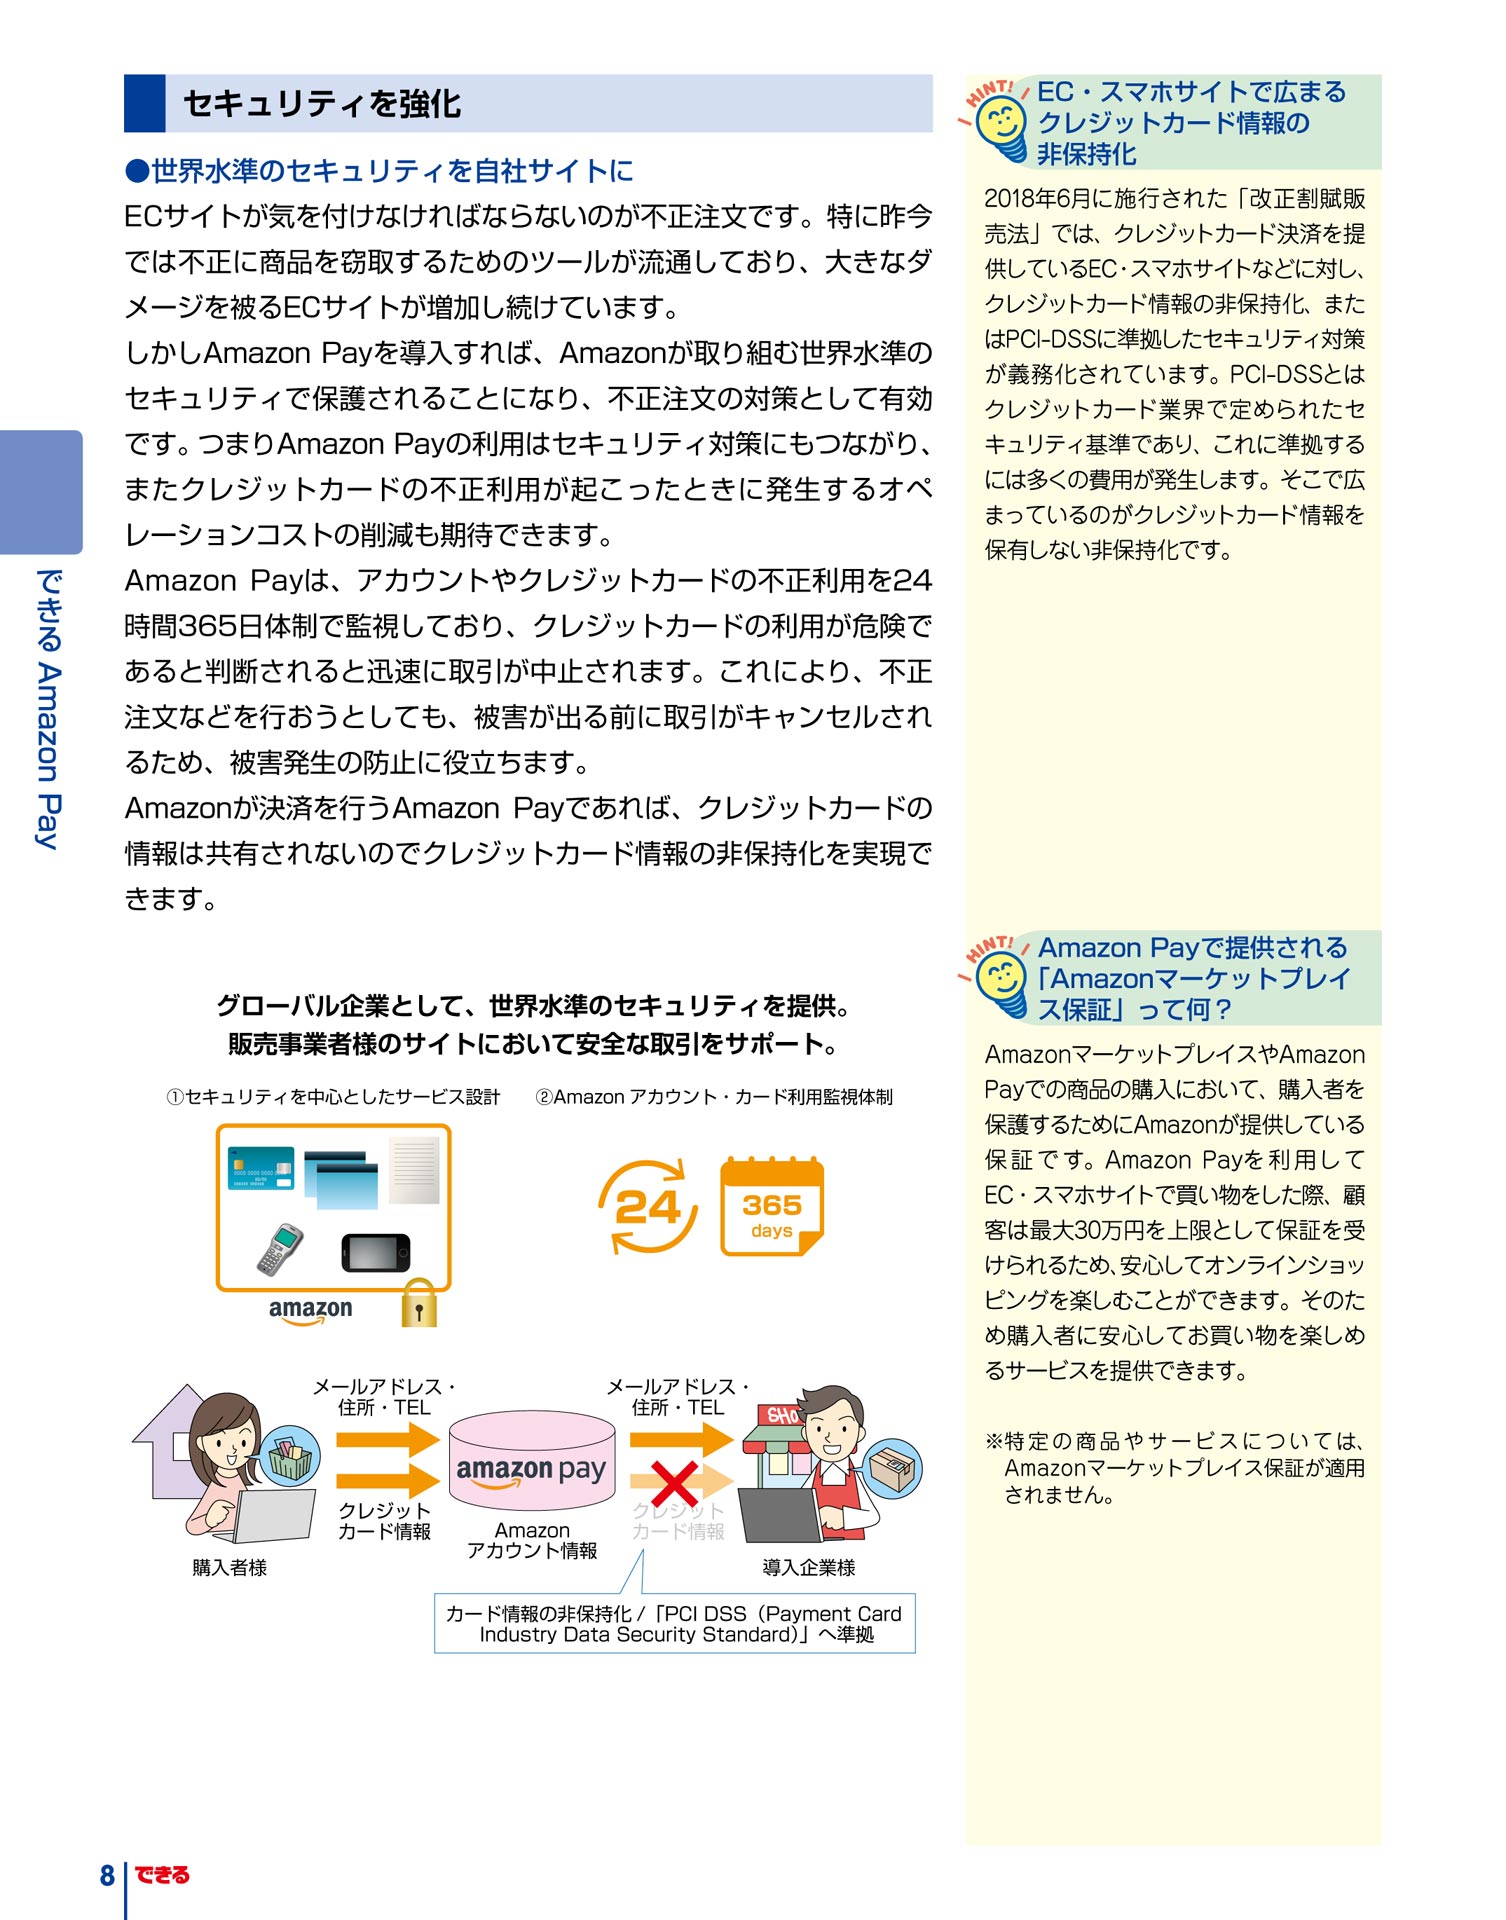 セキュリティを強化
●世界水準のセキュリティを自社サイトに
ECサイトが気を付けなければならないのが不正注文です。特に昨今
では不正に商品を窃取するためのツールが流通しており、大きなダ
メージを被るECサイトが増加し続けています。
しかしAmazon Payを導入すれば、Amazonが取り組む世界水準の
セキュリティで保護されることになり、不正注文の対策として有効
です。つまりAmazon Payの利用はセキュリティ対策にもつながり、
またクレジットカードの不正利用が起こったときに発生するオペ
レーションコストの削減も期待できます。
Amazon Payは、アカウントやクレジットカードの不正利用を24
時間365日体制で監視しており、クレジットカードの利用が危険で
あると判断されると迅速に取引が中止されます。これにより、不正
注文などを行おうとしても、被害が出る前に取引がキャンセルされ
るため、被害発生の防止に役立ちます。
Amazonが決済を行うAmazon Payであれば、クレジットカードの
情報は共有されないのでクレジットカード情報の非保持化を実現で
きます。
グローバル企業として、世界水準のセキュリティを提供。
販売事業者様のサイトにおいて安全な取引をサポート。
①セキュリティを中心としたサービス設計
②Amazon アカウント・カード利用監視体制
amazon
24
365
days
メールアドレス・
住所・TEL
クレジット
カード情報
購入者様
amazon pay
Amazon
アカウント情報
メールアドレス・
住所・TEL
クレジット
カード情報
SHO
導入企業様
カード情報の非保持化 /「PCI DSS（Payment Card
Industry Data Security Standard）」へ準拠
HINT!
EC・スマホサイトで広まる
クレジットカード情報の
非保持化
2018年6月に施行された「改正割賦販
売法」では、クレジットカード決済を提
供しているEC・スマホサイトなどに対し、
クレジットカード情報の非保持化、また
はPCI-DSSに準拠したセキュリティ対策
が義務化されています。PCI-DSSとは
クレジットカード業界で定められたセ
キュリティ基準であり、これに準拠する
には多くの費用が発生します。そこで広
まっているのがクレジットカード情報を
保有しない非保持化です。
HINT!
Amazon Payで提供される
「Amazonマーケットプレイ
ス保証」って何？
AmazonマーケットプレイスやAmazon
Payでの商品の購入において、購入者を
保護するためにAmazonが提供している
保証です。Amazon Payを利用して
EC・スマホサイトで買い物をした際、顧
客は最大30万円を上限として保証を受
けられるため、安心してオンラインショッ
ピングを楽しむことができます。そのた
め購入者に安心してお買い物を楽しめ
るサービスを提供できます。
※特定の商品やサービスについては、
Amazonマーケットプレイス保証が適用
されません。
できる Amazon Pay
8
できる